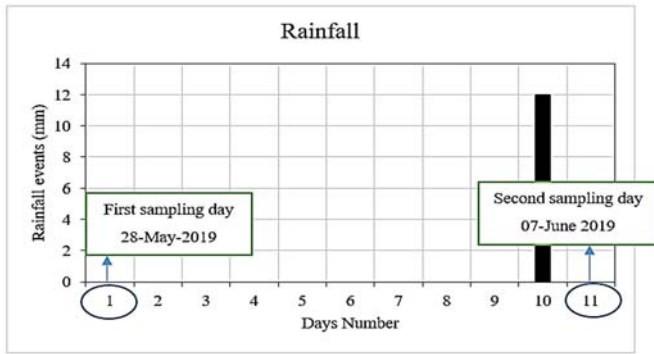 Rainfall
14
12
10
8
6
4
2
0
Rainfall events (mm)
First sampling day
28-May-2019
Second sampling day
07-June 2019
1 2 3 4 5 6 7 8 9 10 11
Days Number